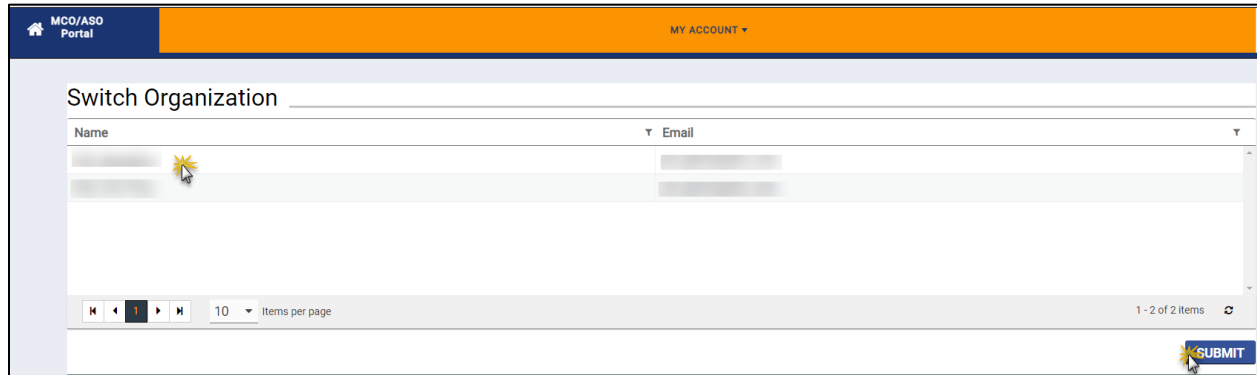 MCO/ASO
Portal
MY ACCOUNT
Switch Organization
Name Email
1 10 Items per page 1 - 2 of 2 items
SUBMIT